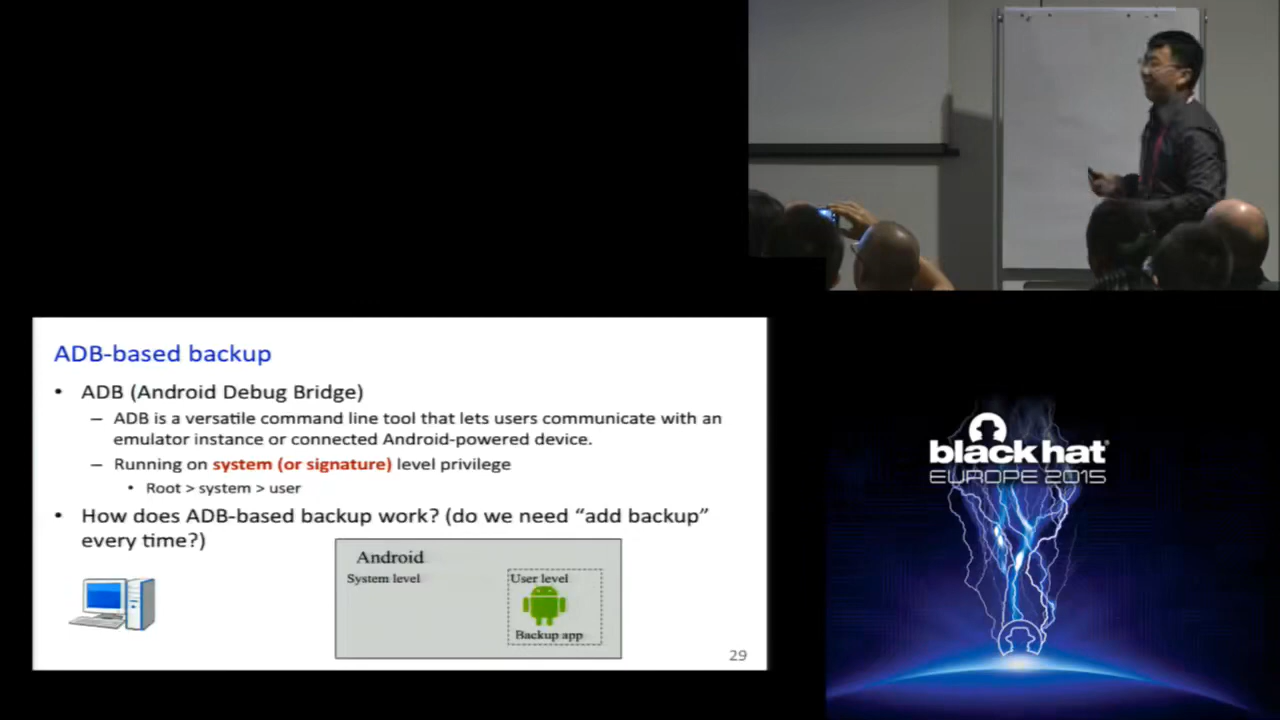 ADB-based backup
• ADB (Android Debug Bridge)
– ADB is a versatile command line tool that lets users communicate with an
emulator instance or connected Android-powered device.
– Running on system (or signature) level privilege
• Root > system > user
• How does ADB-based backup work? (do we need “add backup”
every time?)
Android
System level
User level
Backup app
29
black hat
EUROPE 2015